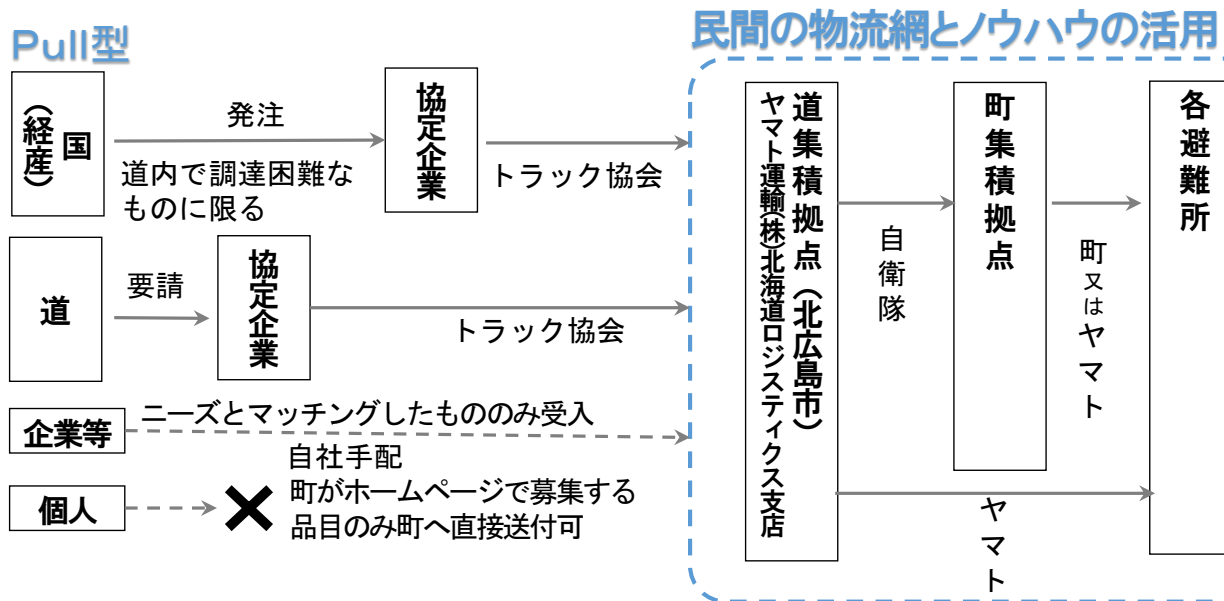 Pull型
民間の物流網とノウハウの活用
国
（経産）
発注
道内で調達困難な
ものに限る
協定企業
トラック協会
道
要請
協定企業
トラック協会
企業等
ニーズとマッチングしたもののみ受入
自社手配
個人
町がホームページで募集する
品目のみ町へ直接送付可
道集積拠点（北広島市）
ヤマト運輸(株)北海道ロジスティクス支店
自衛隊
町集積拠点
町又はヤマト
各避難所
ヤマト